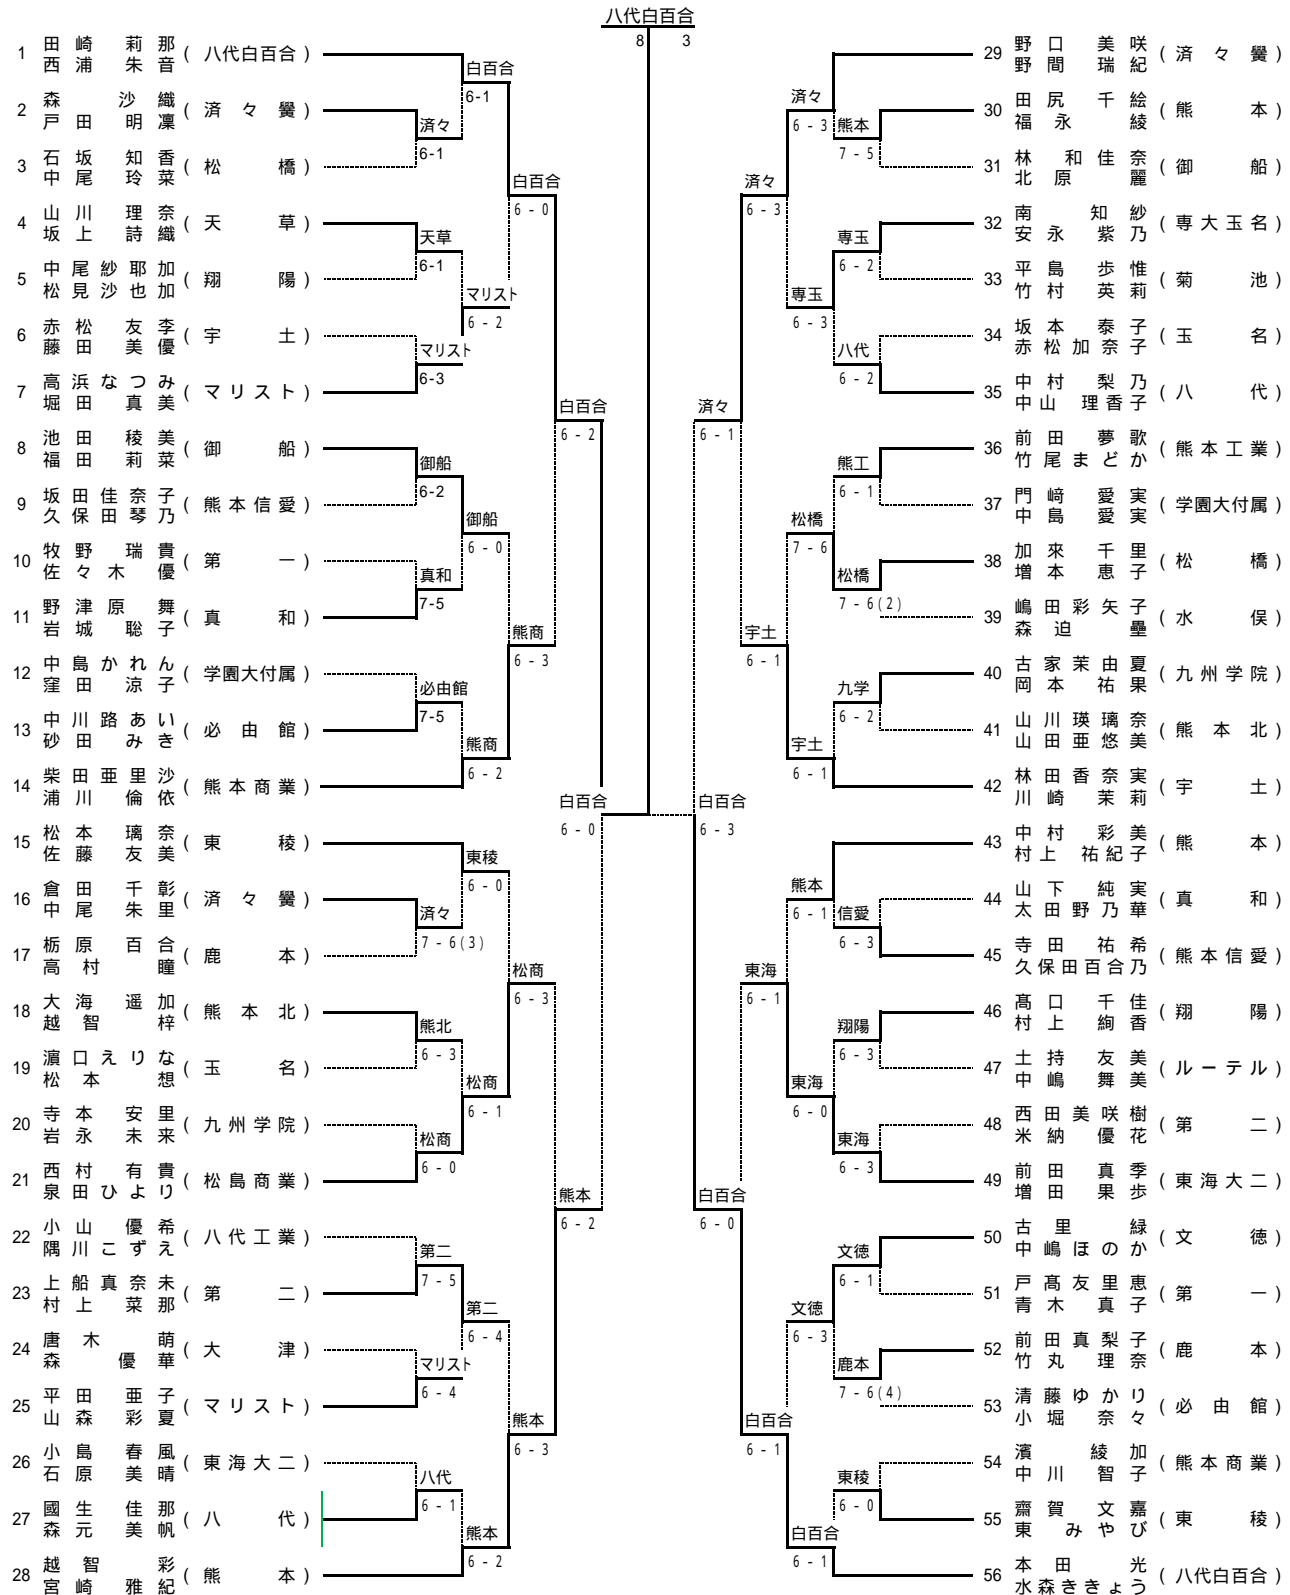 八代白百合
8 3
1 田崎 莉那 西浦 朱音 (八代白百合)
2 森 沙織 戸田 明凜 (済々黌)
3 石坂 知香 中尾 玲菜 (松橋)
4 山川 理奈 坂上 詩織 (天草)
5 中尾紗耶加 松見沙也加 (翔陽)
6 赤松 友李 藤田 美優 (宇土)
7 高浜なつみ 堀田 真美 (マリスト)
8 池田 稜美 福田 莉菜 (御船)
9 坂田佳奈子 久保田琴乃 (熊本信愛)
10 牧野 瑞貴 佐々木 優 (第一)
11 野津原 舞 岩城 聡子 (真和)
12 中島かれん 窪田 涼子 (学園大付属)
13 中川路あい 砂田 みき (必由館)
14 柴田亜里沙 浦川 倫依 (熊本商業)
15 松本 璃奈 佐藤 友美 (東稜)
16 倉田 千彰 中尾 朱里 (済々黌)
17 栃原 百合 高村 瞳 (鹿本)
18 大海 遥加 越智 梓 (熊本北)
19 濵口えりな 松本 想 (玉名)
20 寺本 安里 岩永 未来 (九州学院)
21 西村 有貴 泉田ひより (松島商業)
22 小山 優希 隅川こずえ (八代工業)
23 上船真奈未 村上 菜那 (第二)
24 唐木 萌 森 優華 (大津)
25 平田 亜子 山森 彩夏 (マリスト)
26 小島 春風 石原 美晴 (東海大二)
27 國生 佳那 森元 美帆 (八代)
28 越智 彩 宮崎 雅紀 (熊本)
白百合
6-1
済々
6-1
白百合
6-0
天草
6-1
マリスト
6-2
マリスト
6-3
白百合
6-2
御船
6-2
御船
6-0
真和
7-5
熊商
6-3
必由館
7-5
熊商
6-2
白百合
6-0
東稜
6-0
済々
7-6(3)
松商
6-3
熊北
6-3
松商
6-1
松商
6-0
熊本
6-2
第二
7-5
第二
6-4
マリスト
6-4
熊本
6-3
八代
6-1
熊本
6-2
済々
6-3
熊本
7-5
済々
6-3
専玉
6-2
専玉
6-3
八代
6-2
済々
6-1
熊工
6-1
松橋
7-6
松橋
7-6(2)
宇土
6-1
九学
6-2
宇土
6-1
白百合
6-3
熊本
6-1
信愛
6-3
東海
6-1
翔陽
6-3
東海
6-0
東海
6-3
白百合
6-0
文徳
6-1
文徳
6-3
鹿本
7-6(4)
白百合
6-1
東稜
6-0
白百合
6-1
29 野口 美咲 野間 瑞紀 (済々黌)
30 田尻 千絵 福永 綾 (熊本)
31 林 和佳奈 北原 麗 (御船)
32 南 知紗 安永 紫乃 (専大玉名)
33 平島 歩惟 竹村 英莉 (菊池)
34 坂本 泰子 赤松加奈子 (玉名)
35 中村 梨乃 中山 理香子 (八代)
36 前田 夢歌 竹尾まどか (熊本工業)
37 門﨑 愛実 中島 愛実 (学園大付属)
38 加來 千里 増本 恵子 (松橋)
39 嶋田彩矢子 森迫 壘 (水俣)
40 古家茉由夏 岡本 祐果 (九州学院)
41 山川瑛璃奈 山田亜悠美 (熊本北)
42 林田香奈実 川崎 茉莉 (宇土)
43 中村 彩美 村上 祐紀子 (熊本)
44 山下 純実 太田野乃華 (真和)
45 寺田 祐希 久保田百合乃 (熊本信愛)
46 髙口 千佳 村上 絢香 (翔陽)
47 土持 友美 中嶋 舞美 (ルーテル)
48 西田美咲樹 米納 優花 (第二)
49 前田 真季 増田 果歩 (東海大二)
50 古里 緑 中嶋ほのか (文徳)
51 戸髙友里恵 青木 真子 (第一)
52 前田真梨子 竹丸 理奈 (鹿本)
53 清藤ゆかり 小堀 奈々 (必由館)
54 濱 綾加 中川 智子 (熊本商業)
55 齋賀 文嘉 東 みやび (東稜)
56 本田 光 水森ききょう (八代白百合)